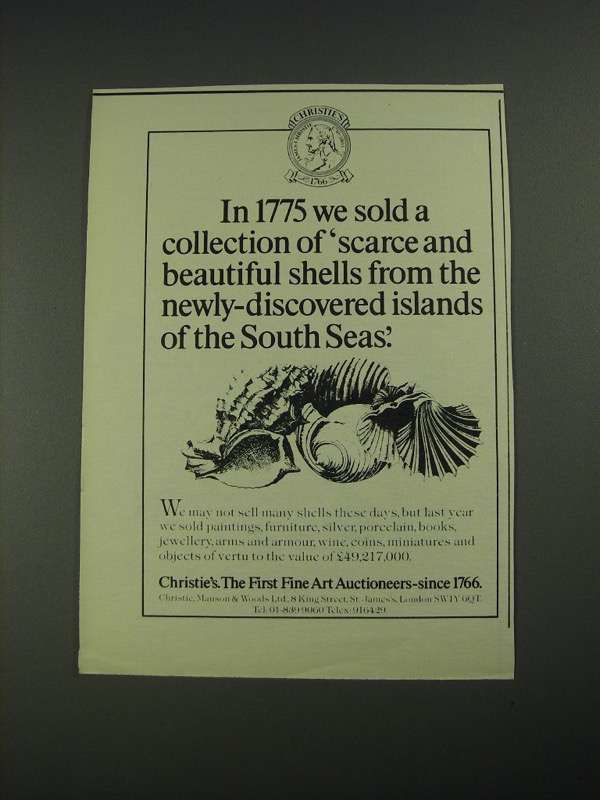 CHRISTIE'S
1766
In 1775 we sold a
collection of 'scarce and
beautiful shells from the
newly-discovered islands
of the South Seas'.
We may not sell many shells these days, but last year
we sold paintings, furniture, silver, porcelain, books,
jewellery, arms and armour, wine, coins, miniatures and
objects of vertu to the value of £49,217,000.
Christie's. The First Fine Art Auctioneers-since 1766.
Christie, Manson & Woods Ltd., 8 King Street, St. James's, London SW1Y 6QT.
Tel: 01-839 9060 Telex: 916429